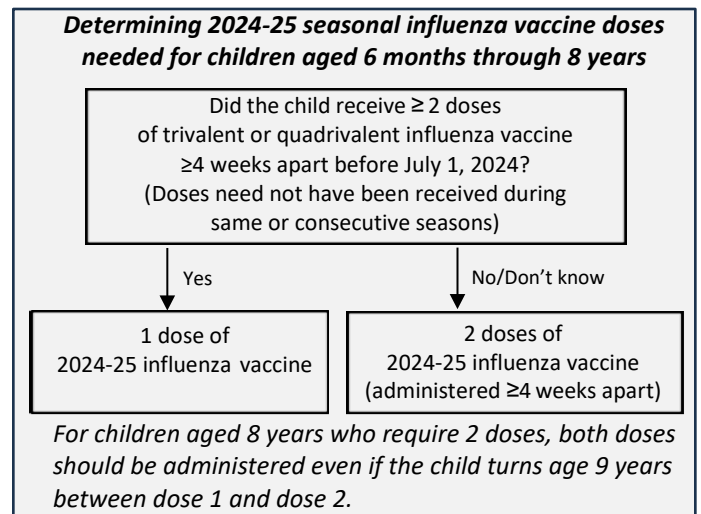 Determining 2024-25 seasonal influenza vaccine doses
needed for children aged 6 months through 8 years
Did the child receive ≥ 2 doses
of trivalent or quadrivalent influenza vaccine
≥4 weeks apart before July 1, 2024?
(Doses need not have been received during
same or consecutive seasons)
Yes
No/Don’t know
1 dose of
2024-25 influenza vaccine
2 doses of
2024-25 influenza vaccine
(administered ≥4 weeks apart)
For children aged 8 years who require 2 doses, both doses
should be administered even if the child turns age 9 years
between dose 1 and dose 2.